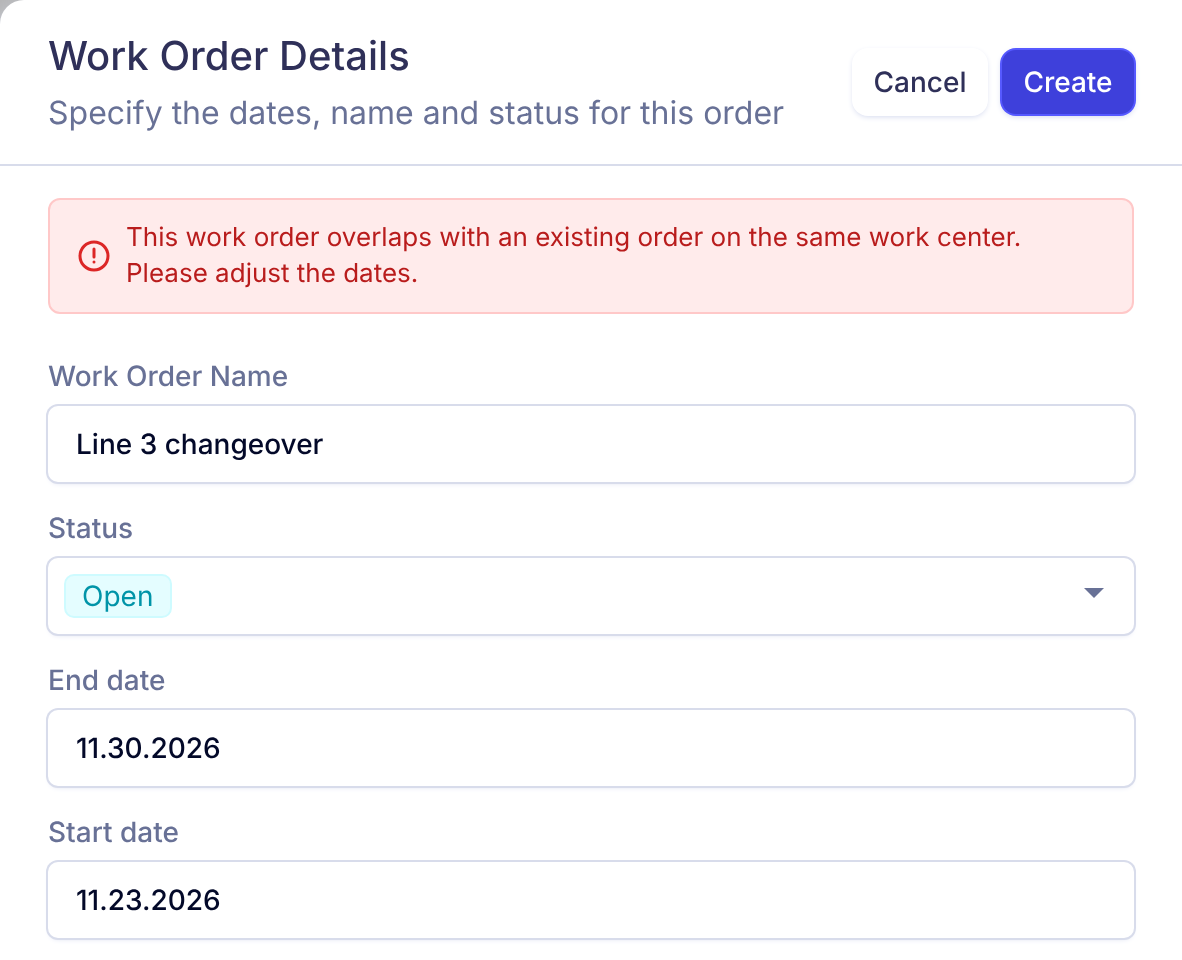 Work Order Details
Specify the dates, name and status for this order
Cancel
Create
This work order overlaps with an existing order on the same work center.
Please adjust the dates.
Work Order Name
Line 3 changeover
Status
Open
End date
11.30.2026
Start date
11.23.2026